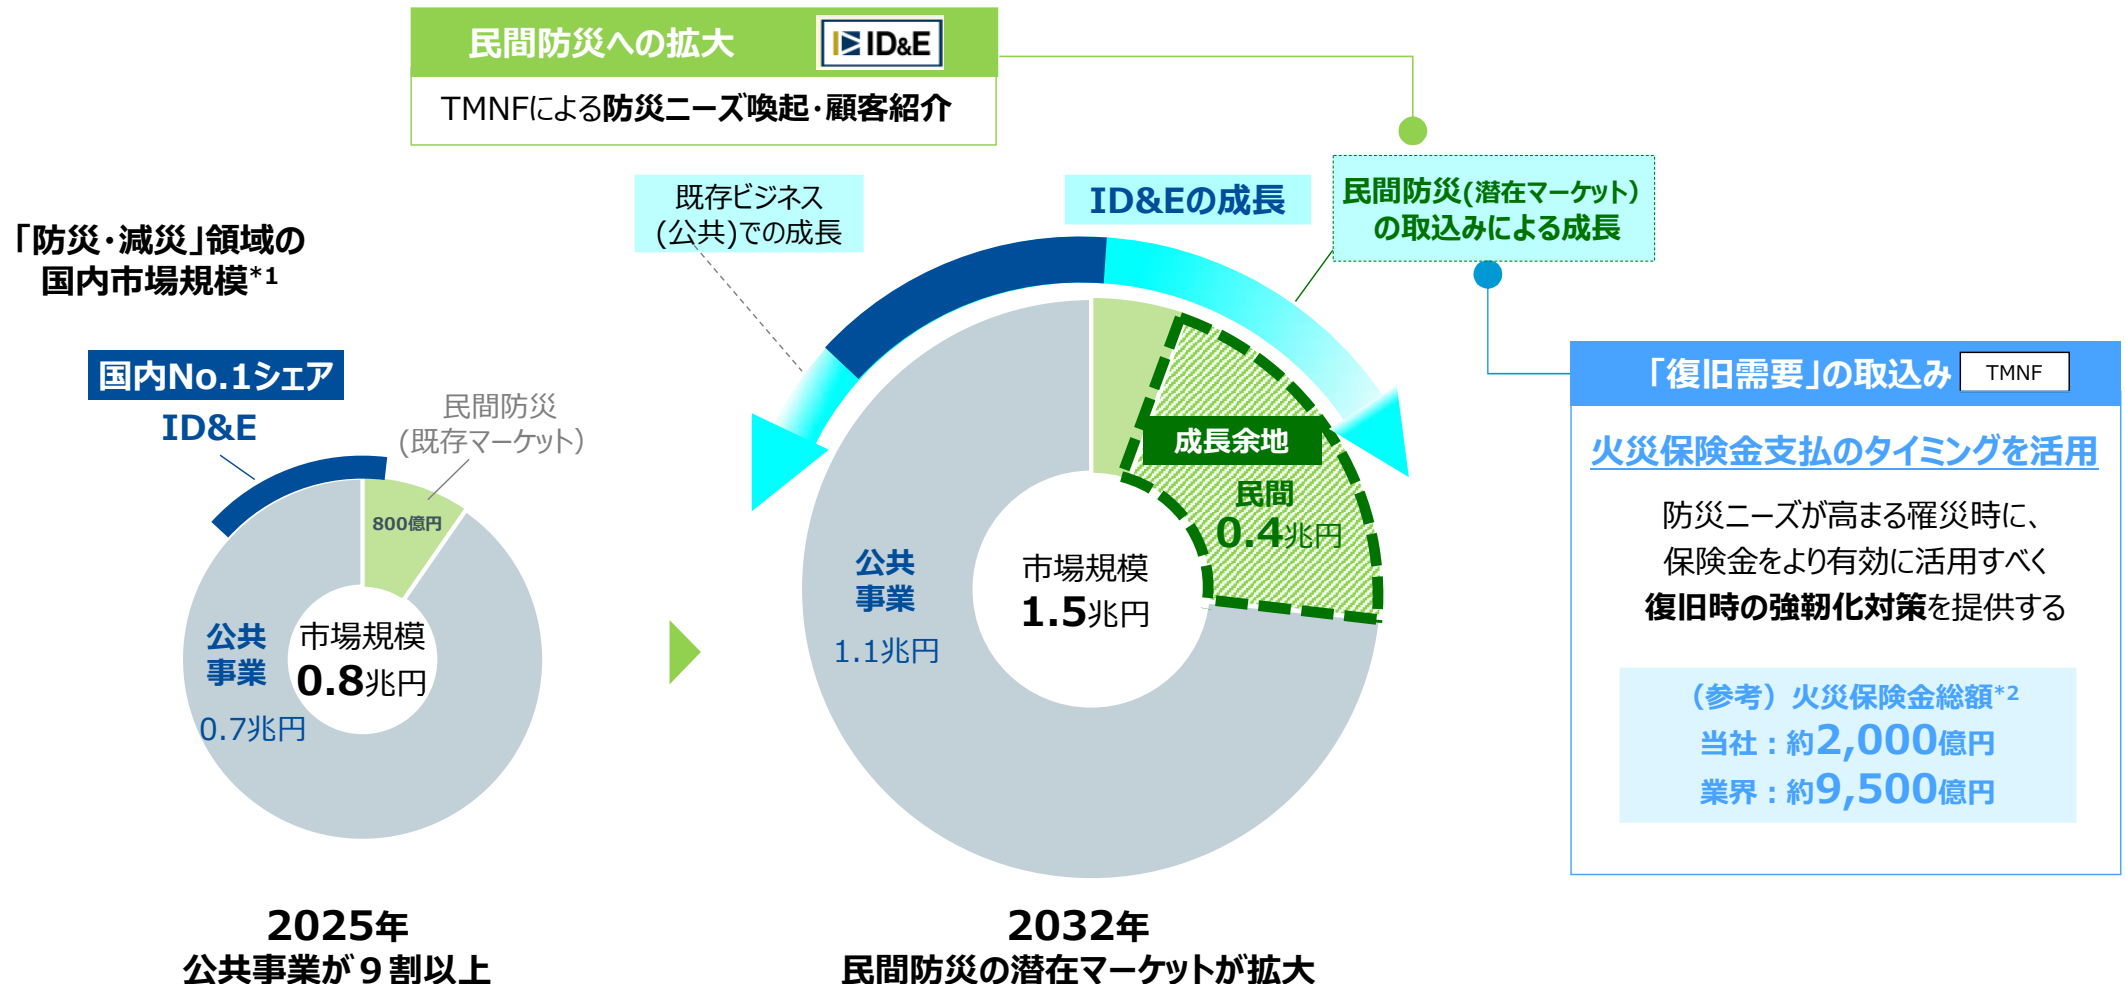 民間防災への拡大
ID&E
TMNFによる防災ニーズ喚起・顧客紹介
「防災・減災」領域の
国内市場規模*1
国内No.1シェア
ID&E
民間防災
(既存マーケット)
800億円
公共
事業
0.7兆円
市場規模
0.8兆円
2025年
公共事業が9割以上
既存ビジネス
(公共)での成長
ID&Eの成長
民間防災(潜在マーケット)
の取込みによる成長
成長余地
民間
0.4兆円
公共
事業
1.1兆円
市場規模
1.5兆円
2032年
民間防災の潜在マーケットが拡大
「復旧需要」の取込み
TMNF
火災保険金支払のタイミングを活用
防災ニーズが高まる罹災時に、
保険金をより有効に活用すべく
復旧時の強靭化対策を提供する
（参考）火災保険金総額*2
当社：約2,000億円
業界：約9,500億円